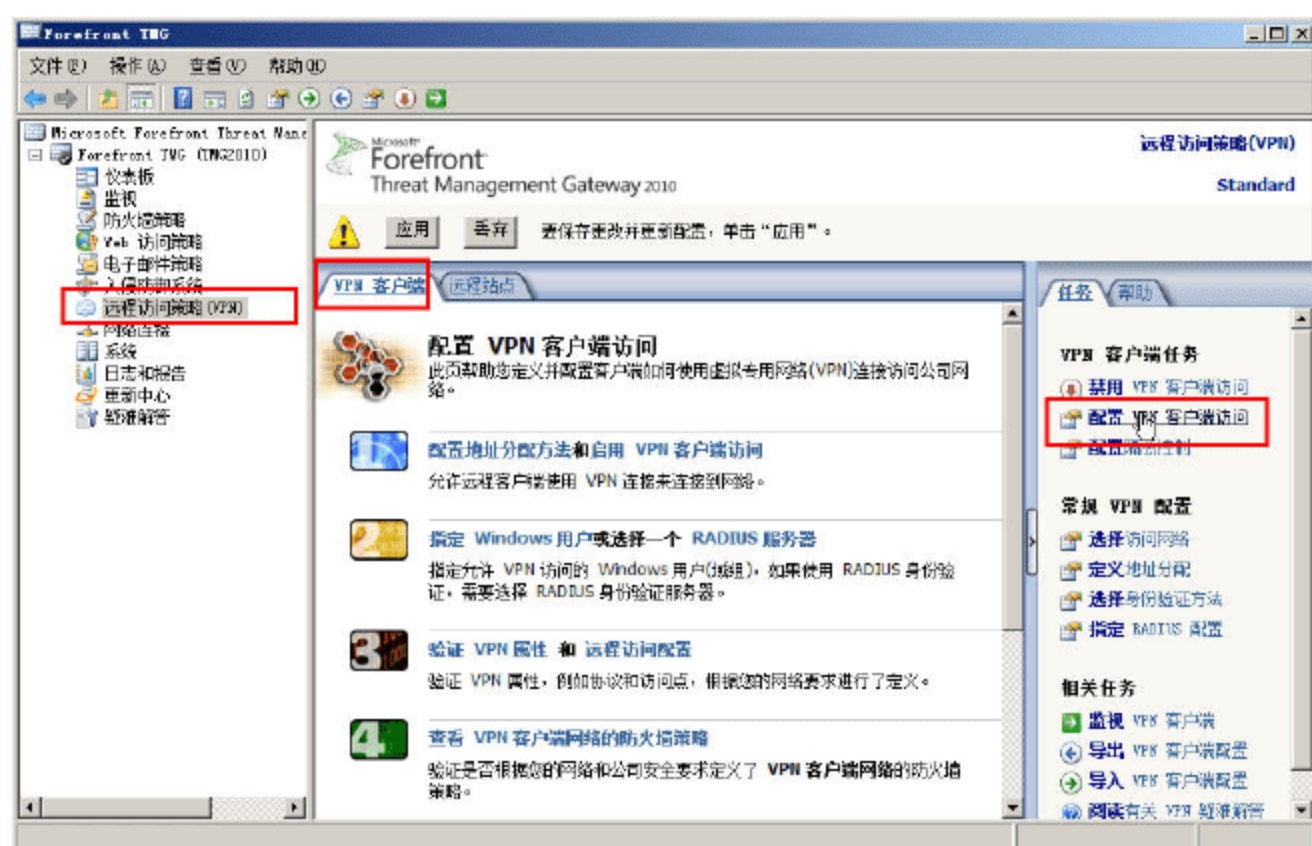 Forefront TMG
文件(F) 操作(A) 查看(V) 帮助(H)
Microsoft Forefront Threat Mana
Forefront TMG (TMG2010)
仪表板
监视
防火墙策略
Web 访问策略
电子邮件策略
入侵防御系统
远程访问策略(VPN)
网络连接
系统
日志和报告
更新中心
疑难解答
Microsoft
Forefront
Threat Management Gateway 2010
远程访问策略(VPN)
Standard
应用 丢弃 要保存更改并更新配置，单击“应用”。
VPN 客户端 远程站点
配置 VPN 客户端访问
此页帮助您定义并配置客户端如何使用虚拟专用网络(VPN)连接访问公司网
络。
配置地址分配方法和启用 VPN 客户端访问
允许远程客户端使用 VPN 连接来连接到网络。
指定 Windows 用户或选择一个 RADIUS 服务器
指定允许 VPN 访问的 Windows 用户(或组)，如果使用 RADIUS 身份验
证，需要选择 RADIUS 身份验证服务器。
3
验证 VPN 属性 和 远程访问配置
验证 VPN 属性，例如协议和访问点，根据您的网络要求进行了定义。
4
查看 VPN 客户端网络的防火墙策略
验证是否根据您的网络和公司安全要求定义了 VPN 客户端网络的防火墙
策略。
任务 帮助
VPN 客户端任务
禁用 VPN 客户端访问
配置 VPN 客户端访问
配置隔离控制
常规 VPN 配置
选择访问网络
定义地址分配
选择身份验证方法
指定 RADIUS 配置
相关任务
监视 VPN 客户端
导出 VPN 客户端配置
导入 VPN 客户端配置
阅读有关 VPN 疑难解答